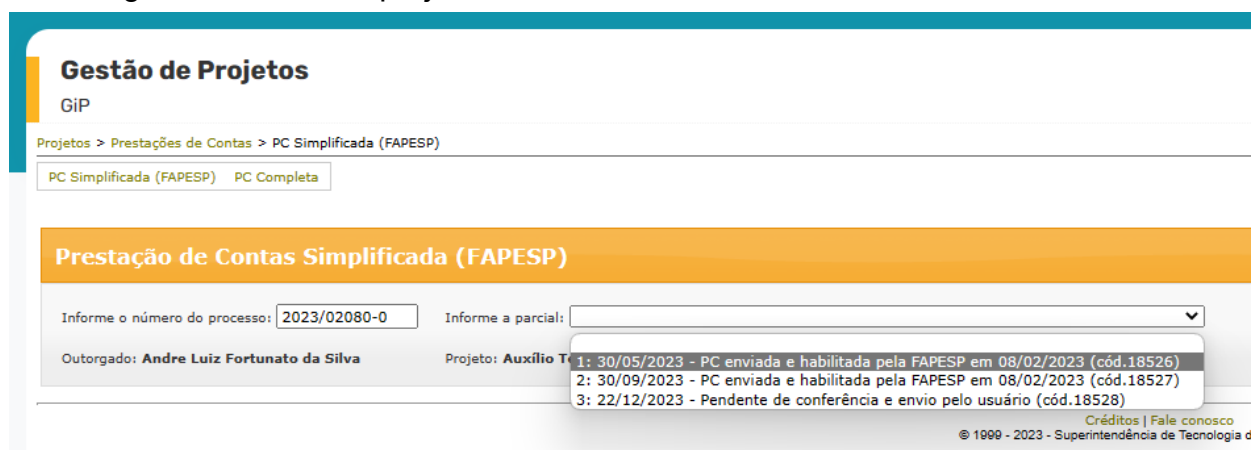 Gestão de Projetos
GiP
Projetos > Prestações de Contas > PC Simplificada (FAPESP)
PC Simplificada (FAPESP) PC Completa
Prestação de Contas Simplificada (FAPESP)
Informe o número do processo: 2023/02080-0 Informe a parcial:
Outorgado: Andre Luiz Fortunato da Silva Projeto: Auxílio
1: 30/05/2023 - PC enviada e habilitada pela FAPESP em 08/02/2023 (cód.18526)
2: 30/09/2023 - PC enviada e habilitada pela FAPESP em 08/02/2023 (cód.18527)
3: 22/12/2023 - Pendente de conferência e envio pelo usuário (cód.18528)
Créditos | Fale conosco
© 1999 - 2023 - Superintendência de Tecnologia d